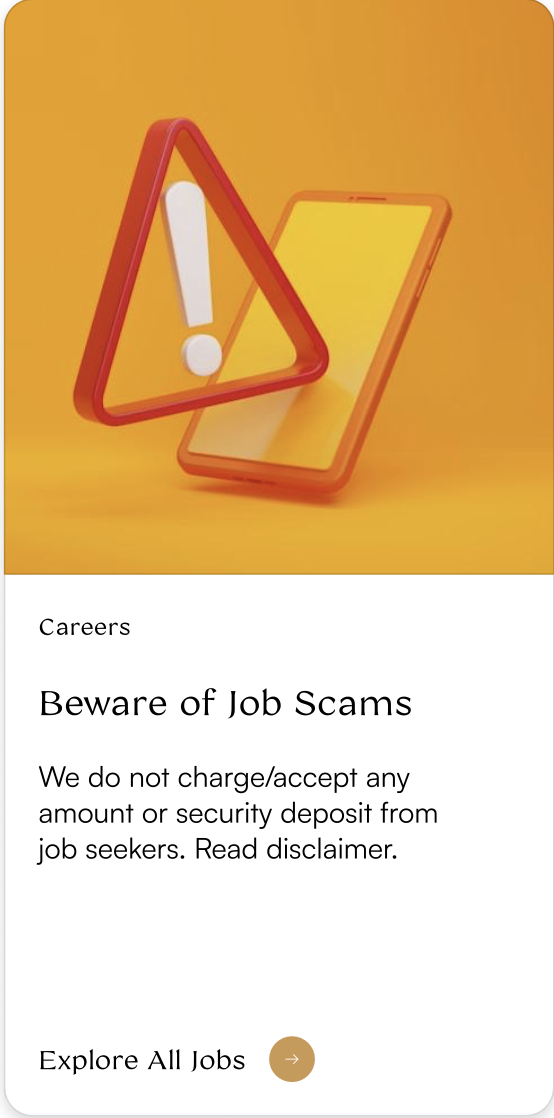 Careers
Beware of Job Scams
We do not charge/accept any
amount or security deposit from
job seekers. Read disclaimer.
Explore All Jobs